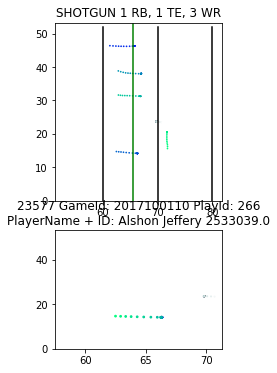 SHOTGUN 1 RB, 1 TE, 3 WR
50
40
30
20
10
0
60 70 80
23577 GameId: 2017100110 PlayId: 266
PlayerName + ID: Alshon Jeffery 2533039.0
40
20
0
60 65 70